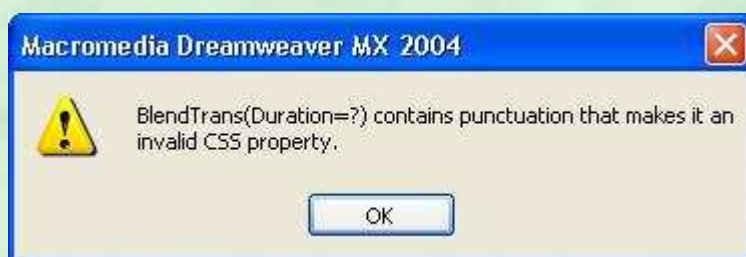 Macromedia Dreamweaver MX 2004
BlendTrans(Duration=?) contains punctuation that makes it an
invalid CSS property.
OK